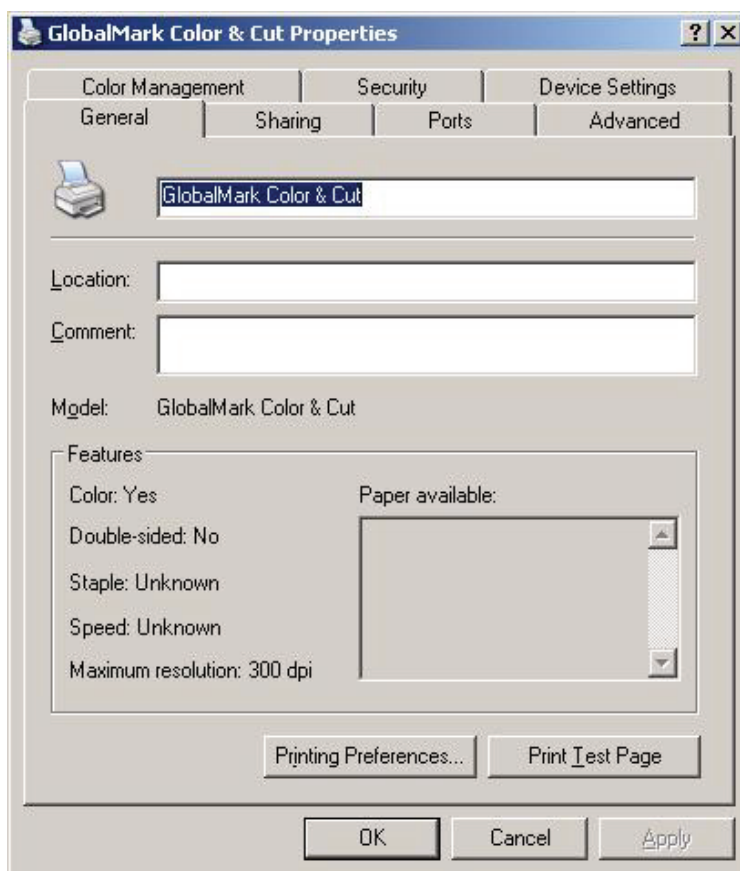 GlobalMark Color & Cut Properties
Color Management Security Device Settings
General Sharing Ports Advanced
GlobalMark Color & Cut
Location:
Comment:
Model: GlobalMark Color & Cut
Features
Color: Yes Paper available:
Double-sided: No
Staple: Unknown
Speed: Unknown
Maximum resolution: 300 dpi
Printing Preferences... Print Test Page
OK Cancel Apply